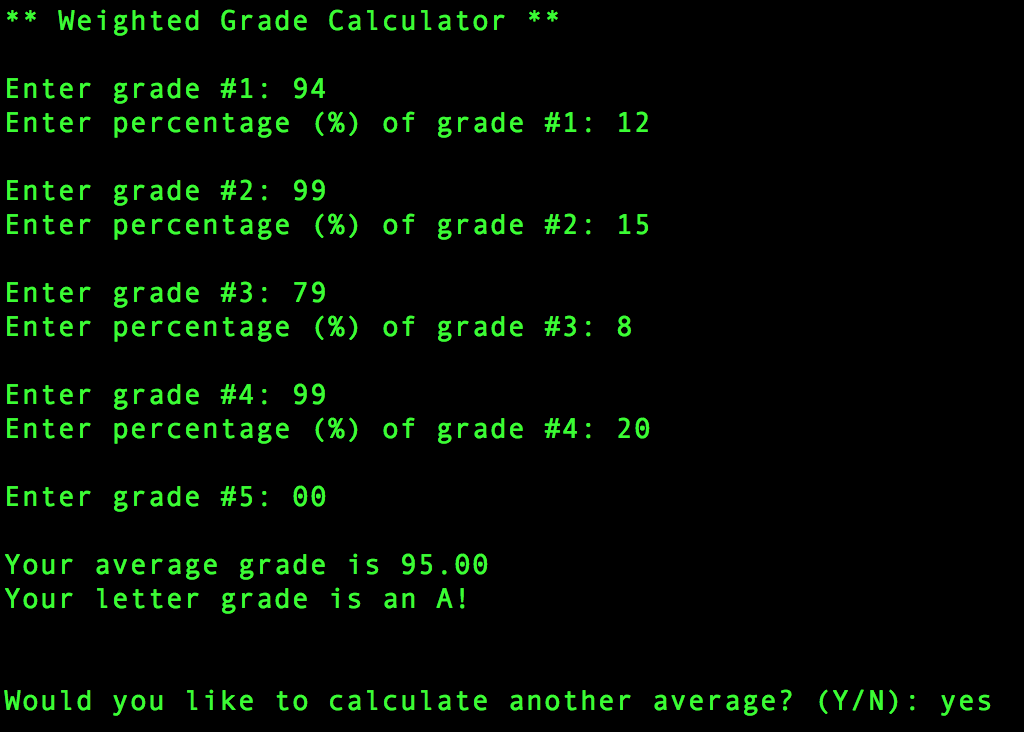 ** Weighted Grade Calculator **
Enter grade #1: 94
Enter percentage (%) of grade #1: 12
Enter grade #2: 99
Enter percentage (%) of grade #2: 15
Enter grade #3: 79
Enter percentage (%) of grade #3: 8
Enter grade #4: 99
Enter percentage (%) of grade #4: 20
Enter grade #5: 00
Your average grade is 95.00
Your letter grade is an A!
Would you like to calculate another average? (Y/N): yes